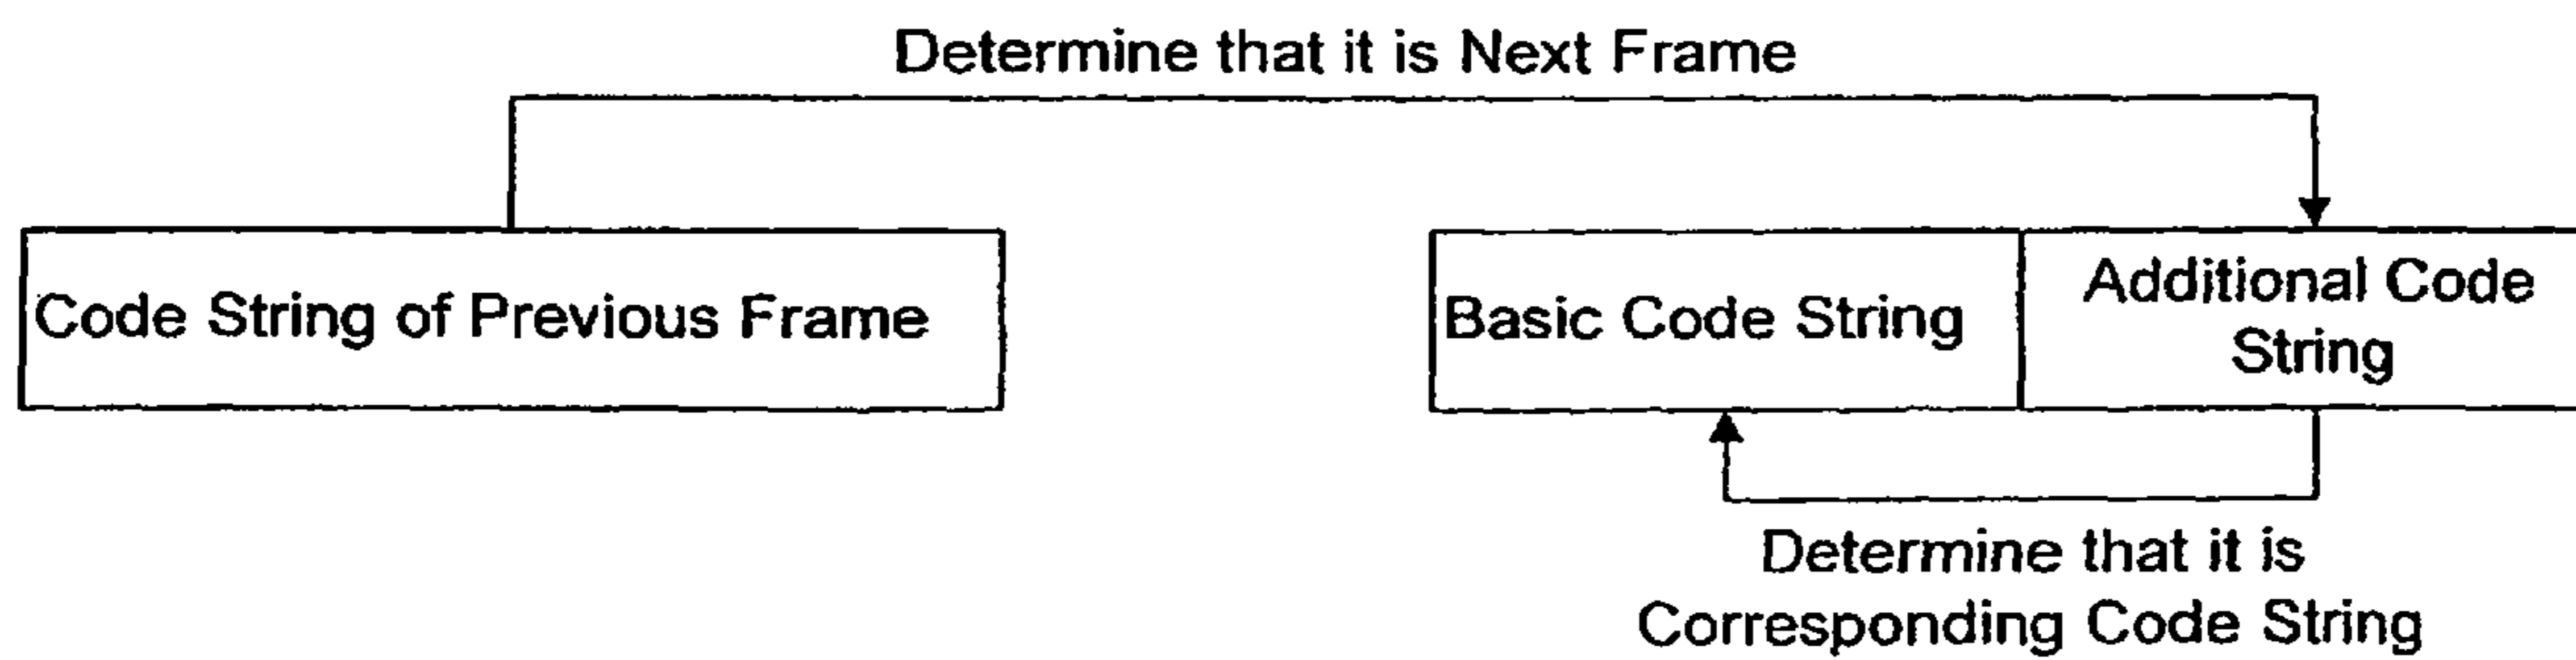 Determine that it is Next Frame
Code String of Previous Frame
Basic Code String
Additional Code
String
Determine that it is
Corresponding Code String